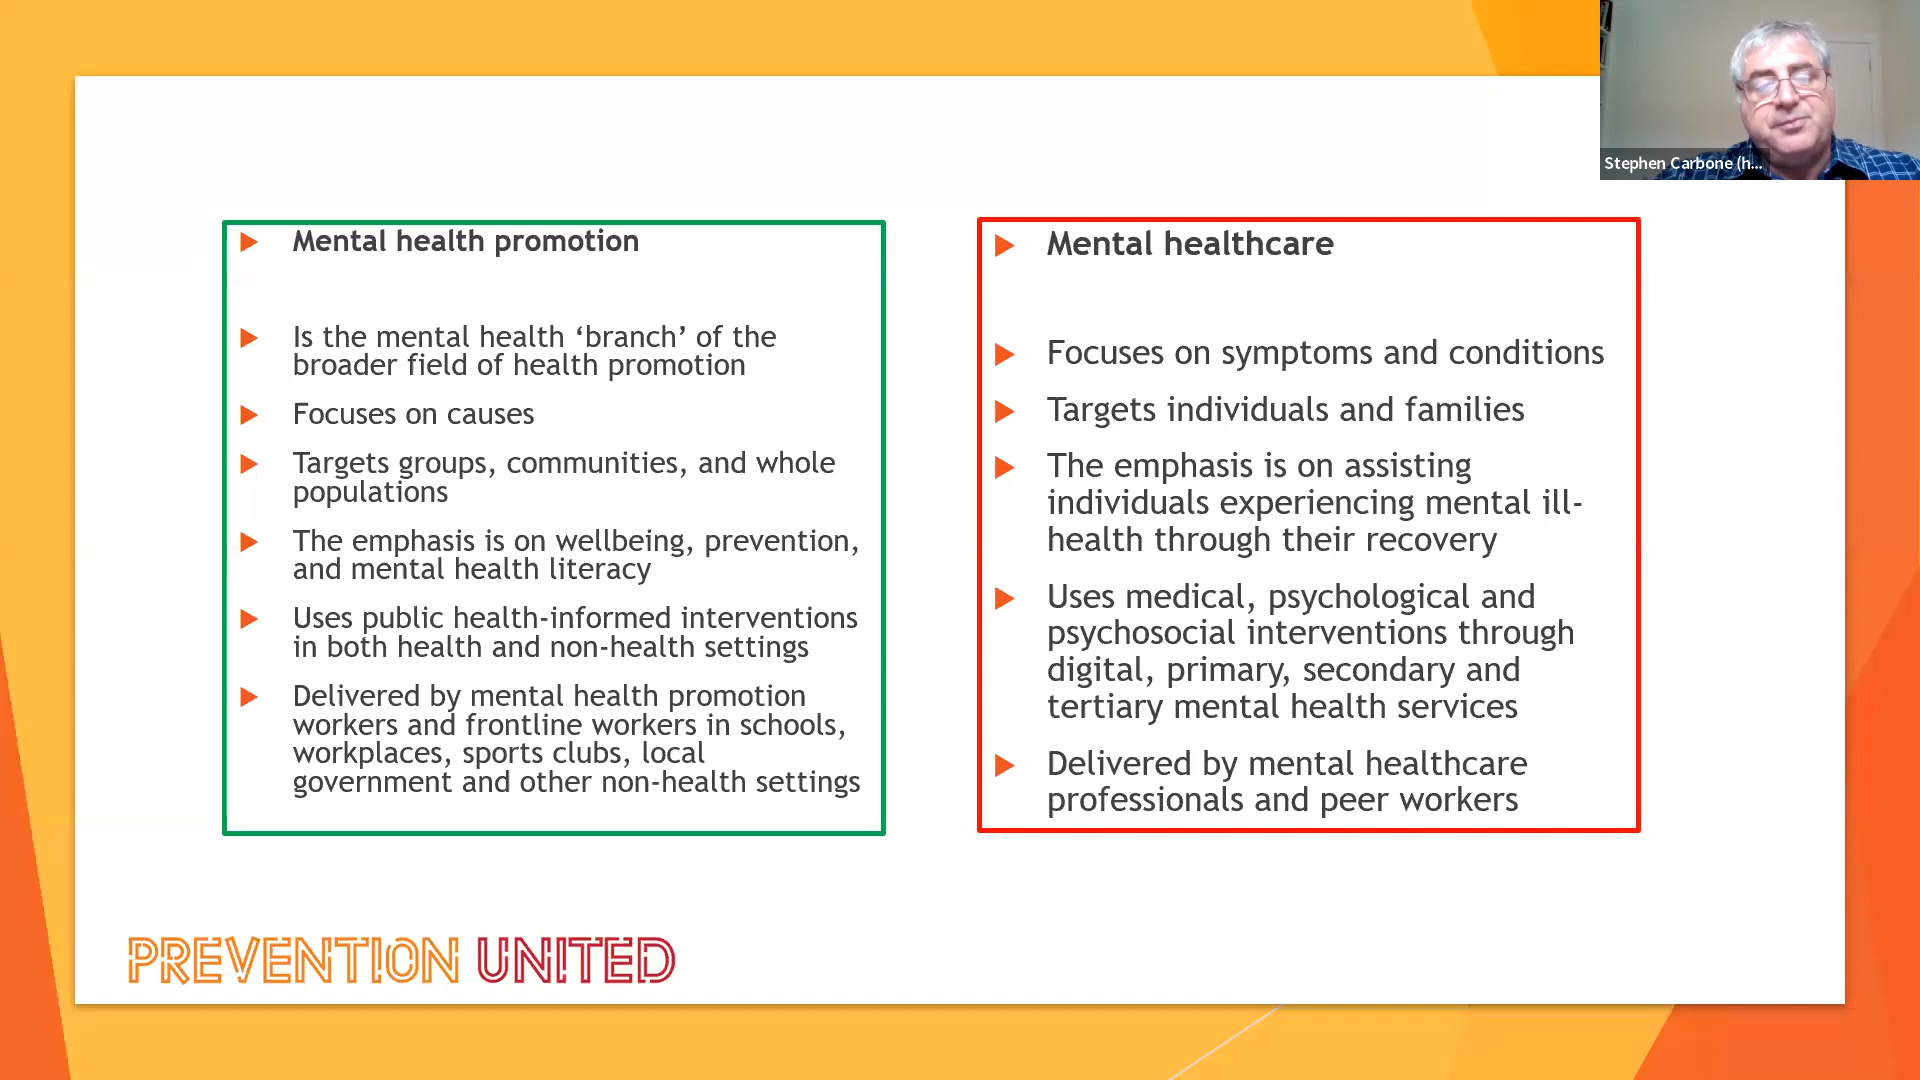 Stephen Carbone (h...
Mental health promotion
Is the mental health ‘branch’ of the
broader field of health promotion
Focuses on causes
Targets groups, communities, and whole
populations
The emphasis is on wellbeing, prevention,
and mental health literacy
Uses public health-informed interventions
in both health and non-health settings
Delivered by mental health promotion
workers and frontline workers in schools,
workplaces, sports clubs, local
government and other non-health settings
Mental healthcare
Focuses on symptoms and conditions
Targets individuals and families
The emphasis is on assisting
individuals experiencing mental ill-
health through their recovery
Uses medical, psychological and
psychosocial interventions through
digital, primary, secondary and
tertiary mental health services
Delivered by mental healthcare
professionals and peer workers
PREVENTION UNITED